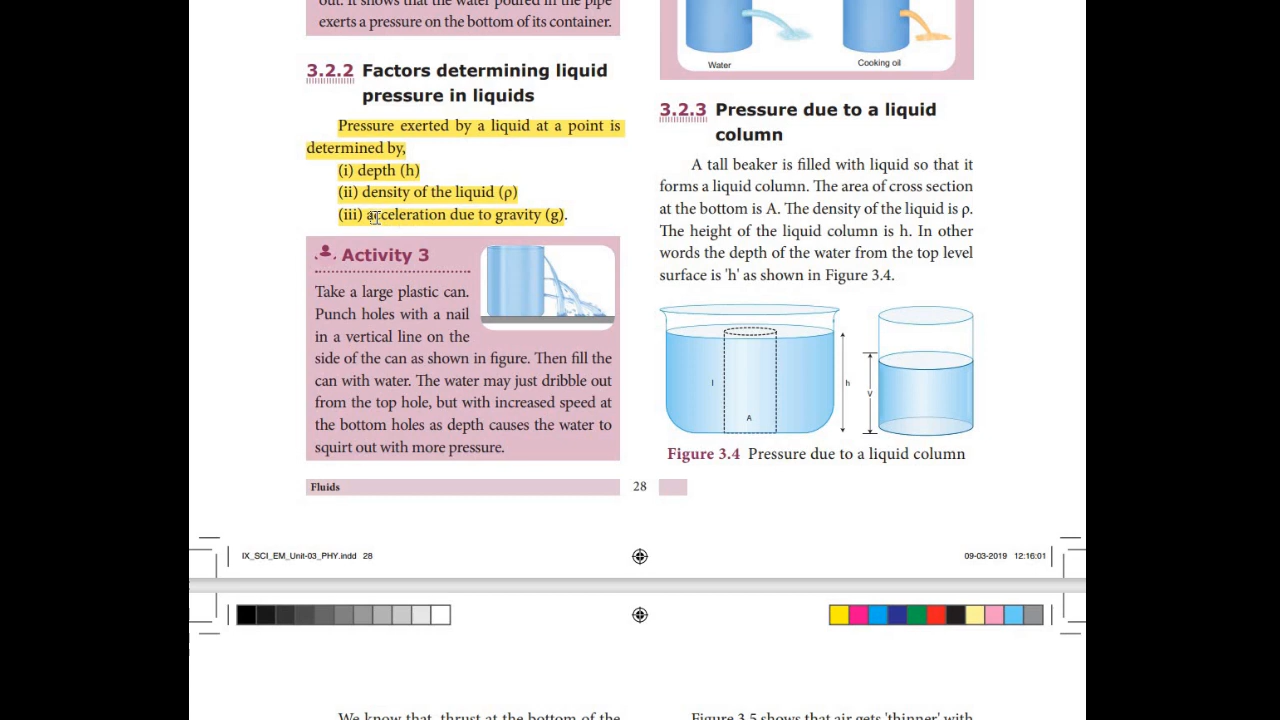 out. It shows that the water poured in the pipe
exerts a pressure on the bottom of its container.
3.2.2 Factors determining liquid
pressure in liquids
Pressure exerted by a liquid at a point is
determined by,
(i) depth (h)
(ii) density of the liquid (ρ)
(iii) acceleration due to gravity (g).
Activity 3
Take a large plastic can.
Punch holes with a nail
in a vertical line on the
side of the can as shown in figure. Then fill the
can with water. The water may just dribble out
from the top hole, but with increased speed at
the bottom holes as depth causes the water to
squirt out with more pressure.
Water
Cooking oil
3.2.3 Pressure due to a liquid
column
A tall beaker is filled with liquid so that it
forms a liquid column. The area of cross section
at the bottom is A. The density of the liquid is ρ.
The height of the liquid column is h. In other
words the depth of the water from the top level
surface is 'h' as shown in Figure 3.4.
h
V
A
Figure 3.4 Pressure due to a liquid column
Fluids
28
IX_SCI_EM_Unit-03_PHY.indd 28
09-03-2019 12:16:01
We know that, thrust at the bottom of the
Figure 3.5 shows that air gets 'thinner' with